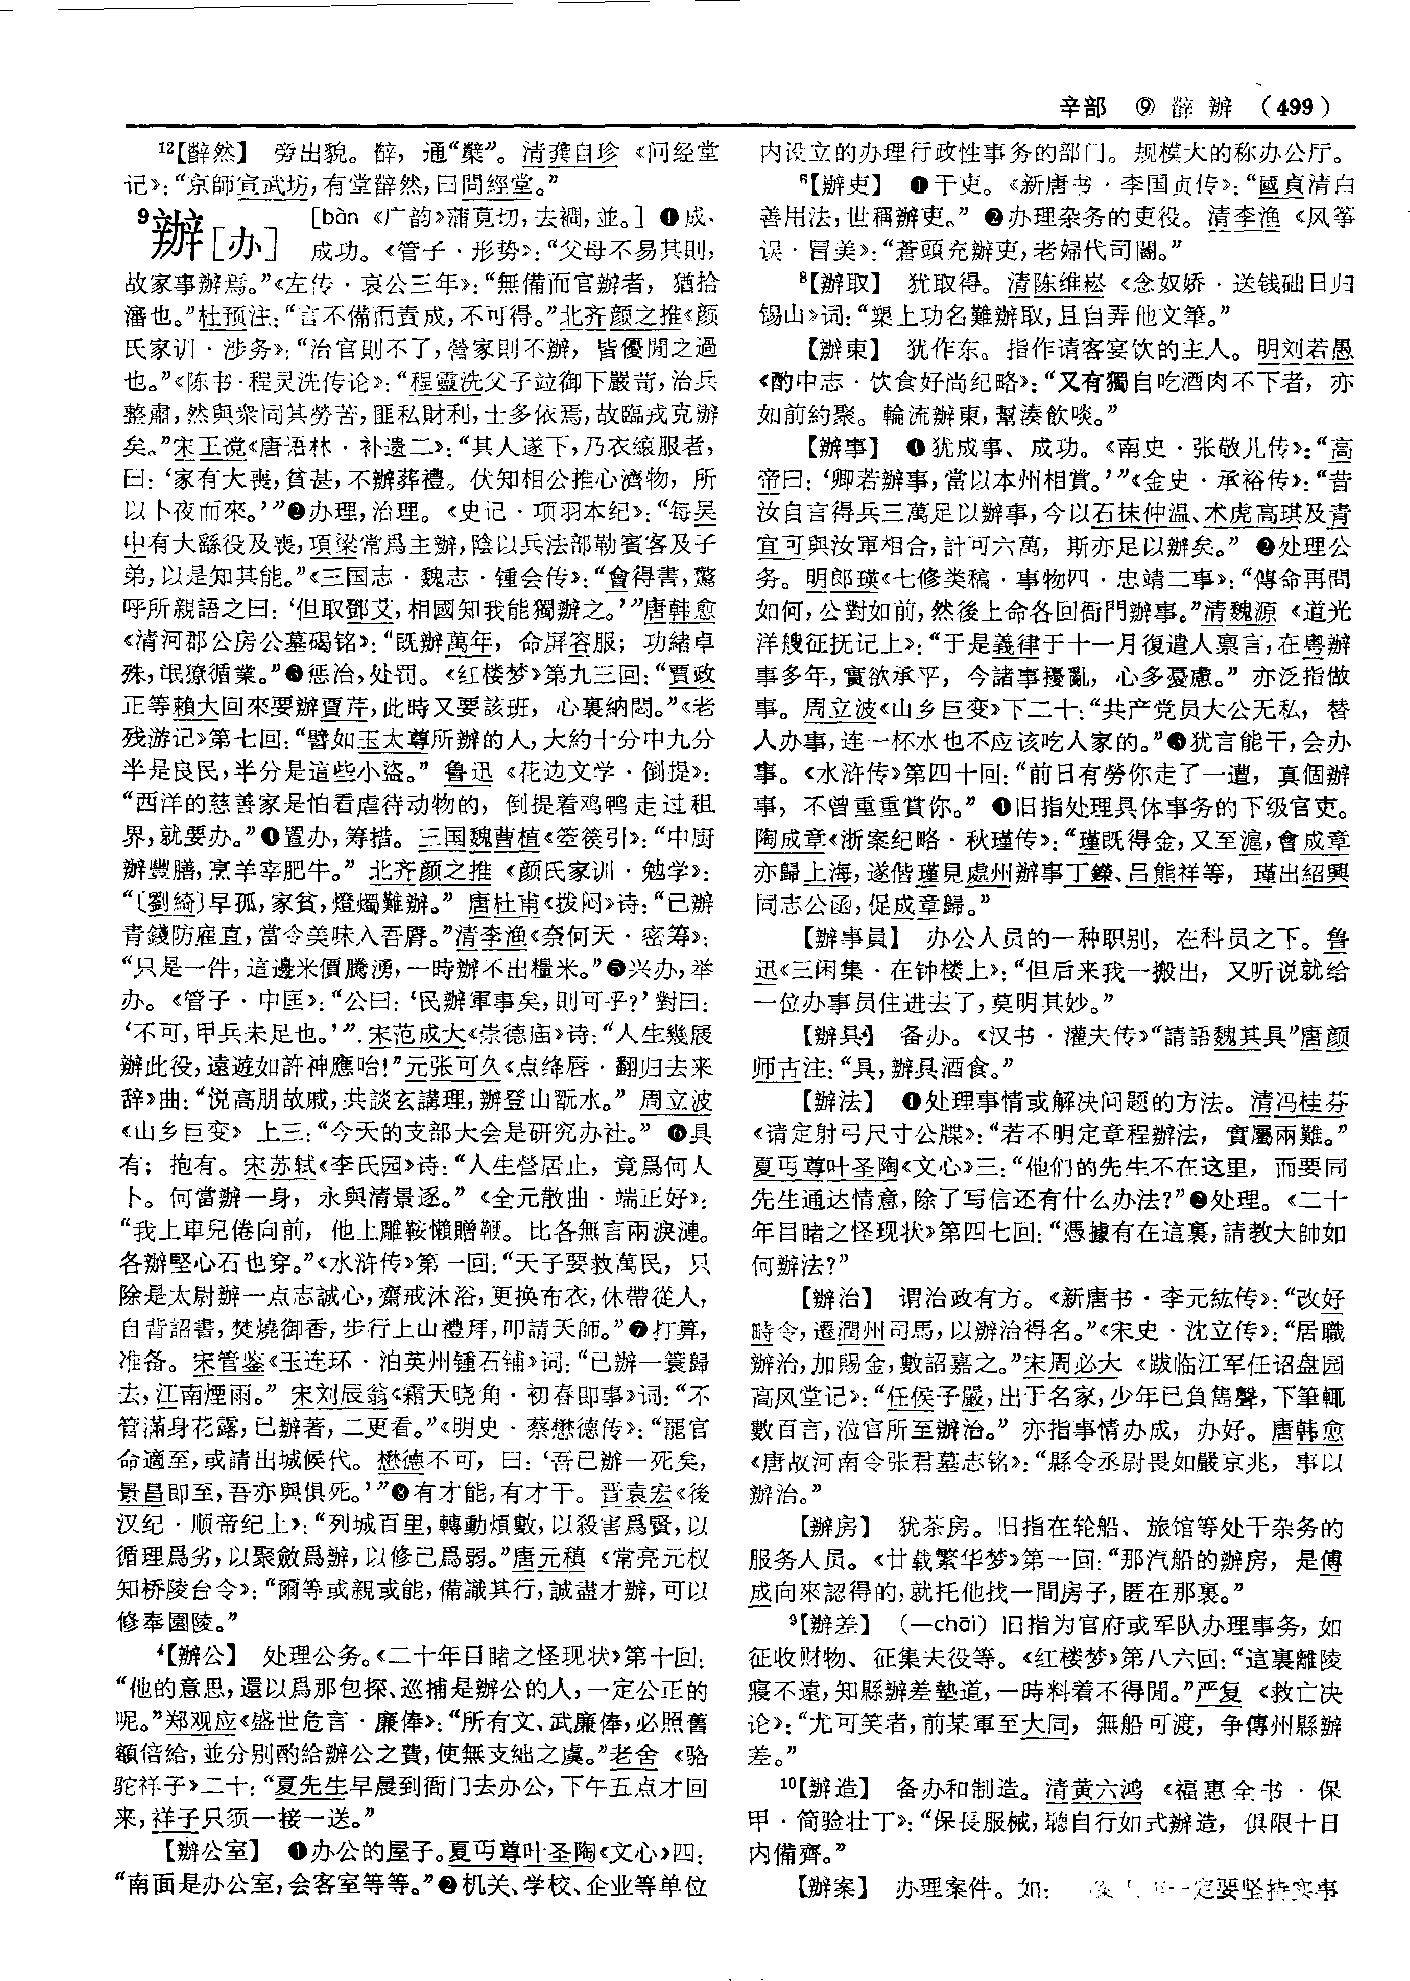 辛部 ⑨ 辥 辦 (499)
¹²【辥然】 旁出貌。辥,通“櫱”。清龚自珍《问经堂
记》:“京師宣武坊,有堂辥然,曰問經堂。”
⁹辦[办] [bàn 《广韵》蒲莧切,去襇,並。] ❶成、
成功。《管子·形势》:“父母不易其則,
故家事辦焉。”《左传·哀公三年》:“無備而官辦者,猶拾
瀋也。”杜预注:“言不備而責成,不可得。”北齐颜之推《颜
氏家训·涉务》:“治官則不了,營家則不辦,皆優閒之過
也。”《陈书·程灵洗传论》:“程靈洗父子竝御下嚴苛,治兵
整肅,然與衆同其勞苦,匪私財利,士多依焉,故臨戎克辦
矣。”宋王谠《唐语林·补遗二》:“其人遂下,乃衣縗服者,
曰:‘家有大喪,貧甚,不辦葬禮。伏知相公推心濟物,所
以卜夜而來。’”❷办理,治理。《史记·项羽本纪》:“每吴
中有大繇役及喪,項梁常爲主辦,陰以兵法部勒賓客及子
弟,以是知其能。”《三国志·魏志·锺会传》:“會得書,驚
呼所親語之曰:‘但取鄧艾,相國知我能獨辦之。’”唐韩愈
《清河郡公房公墓碣铭》:“既辦萬年,命屏容服;功緒卓
殊,氓獠循業。”❸惩治,处罚。《红楼梦》第九三回:“賈政
正等賴大回來要辦賈芹,此時又要該班,心裏納悶。”《老
残游记》第七回:“譬如玉太尊所辦的人,大約十分中九分
半是良民,半分是這些小盜。” 鲁迅《花边文学·倒提》:
“西洋的慈善家是怕看虐待动物的,倒提着鸡鸭走过租
界,就要办。”❹置办,筹措。三国魏曹植《箜篌引》:“中厨
辦豐膳,烹羊宰肥牛。” 北齐颜之推《颜氏家训·勉学》:
“〔劉綺〕早孤,家貧,燈燭難辦。” 唐杜甫《拨闷》诗:“已辦
青錢防雇直,當令美味入吾脣。”清李渔《奈何天·密筹》:
“只是一件,這邊米價騰湧,一時辦不出糧米。”❺兴办,举
办。《管子·中匡》:“公曰:‘民辦軍事矣,則可乎?’對曰:
‘不可,甲兵未足也。’”.宋范成大《崇德庙》诗:“人生幾屐
辦此役,遠遊如許神應咍!”元张可久《点绛唇·翻归去来
辞》曲:“悦高朋故戚,共談玄講理,辦登山翫水。” 周立波
《山乡巨变》上三:“今天的支部大会是研究办社。” ❻具
有;抱有。宋苏轼《李氏园》诗:“人生營居止,竟爲何人
卜。何當辦一身,永與清景逐。”《全元散曲·端正好》:
“我上車兒倦向前,他上雕鞍懶贈鞭。比各無言兩淚漣。
各辦堅心石也穿。”《水浒传》第一回:“天子要救萬民,只
除是太尉辦一点志誠心,齋戒沐浴,更换布衣,休帶從人,
自背詔書,焚燒御香,步行上山禮拜,叩請天師。”❼打算,
准备。宋管鉴《玉连环·泊英州锺石铺》词:“已辦一簑歸
去,江南煙雨。” 宋刘辰翁《霜天晓角·初春即事》词:“不
管滿身花露,已辦著,二更看。”《明史·蔡懋德传》:“罷官
命適至,或請出城候代。懋德不可,曰:‘吾已辦一死矣,
景昌即至,吾亦與俱死。’”❽有才能,有才干。晋袁宏《後
汉纪·顺帝纪上》:“列城百里,轉動煩數,以殺害爲賢,以
循理爲劣,以聚斂爲辦,以修己爲弱。”唐元稹《常亮元权
知桥陵台令》:“爾等或親或能,備識其行,誠盡才辦,可以
修奉園陵。”
⁴【辦公】 处理公务。《二十年目睹之怪现状》第十回:
“他的意思,還以爲那包探、巡捕是辦公的人,一定公正的
呢。”郑观应《盛世危言·廉俸》:“所有文、武廉俸,必照舊
額倍給,並分别酌給辦公之費,使無支絀之虞。”老舍《骆
驼祥子》二十:“夏先生早晨到衙门去办公,下午五点才回
来,祥子只须一接一送。”
【辦公室】 ❶办公的屋子。夏丏尊叶圣陶《文心》四:
“南面是办公室,会客室等等。”❷机关、学校、企业等单位
内设立的办理行政性事务的部门。规模大的称办公厅。
⁶【辦吏】 ❶干吏。《新唐书·李国贞传》:“國貞清白
善用法,世稱辦吏。” ❷办理杂务的吏役。清李渔《风筝
误·冒美》:“蒼頭充辦吏,老婦代司閽。”
⁸【辦取】 犹取得。清陈维崧《念奴娇·送钱础日归
锡山》词:“槊上功名難辦取,且自弄他文筆。”
【辦東】 犹作东。指作请客宴饮的主人。明刘若愚
《酌中志·饮食好尚纪略》:“又有獨自吃酒肉不下者,亦
如前約聚。輪流辦東,幫湊飲啖。”
【辦事】 ❶犹成事、成功。《南史·张敬儿传》:“高
帝曰:‘卿若辦事,當以本州相賞。’”《金史·承裕传》:“昔
汝自言得兵三萬足以辦事,今以石抹仲温、术虎高琪及青
宜可與汝軍相合,計可六萬,斯亦足以辦矣。” ❷处理公
务。明郎瑛《七修类稿·事物四·忠靖二事》:“傳命再問
如何,公對如前,然後上命各回衙門辦事。”清魏源《道光
洋艘征抚记上》:“于是義律于十一月復遣人禀言,在粤辦
事多年,實欲承平,今諸事擾亂,心多憂慮。” 亦泛指做
事。周立波《山乡巨变》下二十:“共产党员大公无私,替
人办事,连一杯水也不应该吃人家的。”❸犹言能干,会办
事。《水浒传》第四十回:“前日有勞你走了一遭,真個辦
事,不曾重重賞你。” ❹旧指处理具体事务的下级官吏。
陶成章《浙案纪略·秋瑾传》:“瑾既得金,又至滬,會成章
亦歸上海,遂偕瑾見處州辦事丁鑅、吕熊祥等,瑾出紹興
同志公函,促成章歸。”
【辦事員】 办公人员的一种职别,在科员之下。鲁
迅《三闲集·在钟楼上》:“但后来我一搬出,又听说就给
一位办事员住进去了,莫明其妙。”
【辦具】 备办。《汉书·灌夫传》“請語魏其具”唐颜
师古注:“具,辦具酒食。”
【辦法】 ❶处理事情或解决问题的方法。清冯桂芬
《请定射弓尺寸公牒》:“若不明定章程辦法,實屬兩難。”
夏丏尊叶圣陶《文心》三:“他们的先生不在这里,而要同
先生通达情意,除了写信还有什么办法?”❷处理。《二十
年目睹之怪现状》第四七回:“憑據有在這裏,請教大帥如
何辦法?”
【辦治】 谓治政有方。《新唐书·李元紘传》:“改好
畤令,遷潤州司馬,以辦治得名。”《宋史·沈立传》:“居職
辦治,加賜金,數詔嘉之。”宋周必大《跋临江军任诏盘园
高风堂记》:“任侯子嚴,出于名家,少年已負雋聲,下筆輒
數百言,涖官所至辦治。” 亦指事情办成,办好。唐韩愈
《唐故河南令张君墓志铭》:“縣令丞尉畏如嚴京兆,事以
辦治。”
【辦房】 犹茶房。旧指在轮船、旅馆等处干杂务的
服务人员。《廿载繁华梦》第一回:“那汽船的辦房,是傅
成向來認得的,就托他找一間房子,匿在那裏。”
⁹【辦差】 (—chāi)旧指为官府或军队办理事务,如
征收财物、征集夫役等。《红楼梦》第八六回:“這裏離陵
寢不遠,知縣辦差墊道,一時料着不得閒。”严复《救亡决
论》:“尤可笑者,前某軍至大同,無船可渡,争傳州縣辦
差。”
¹⁰【辦造】 备办和制造。清黄六鸿《福惠全书·保
甲·简验壮丁》:“保長服械,聽自行如式辦造,俱限十日
内備齊。”
【辦案】 办理案件。如: 一定要坚持实事